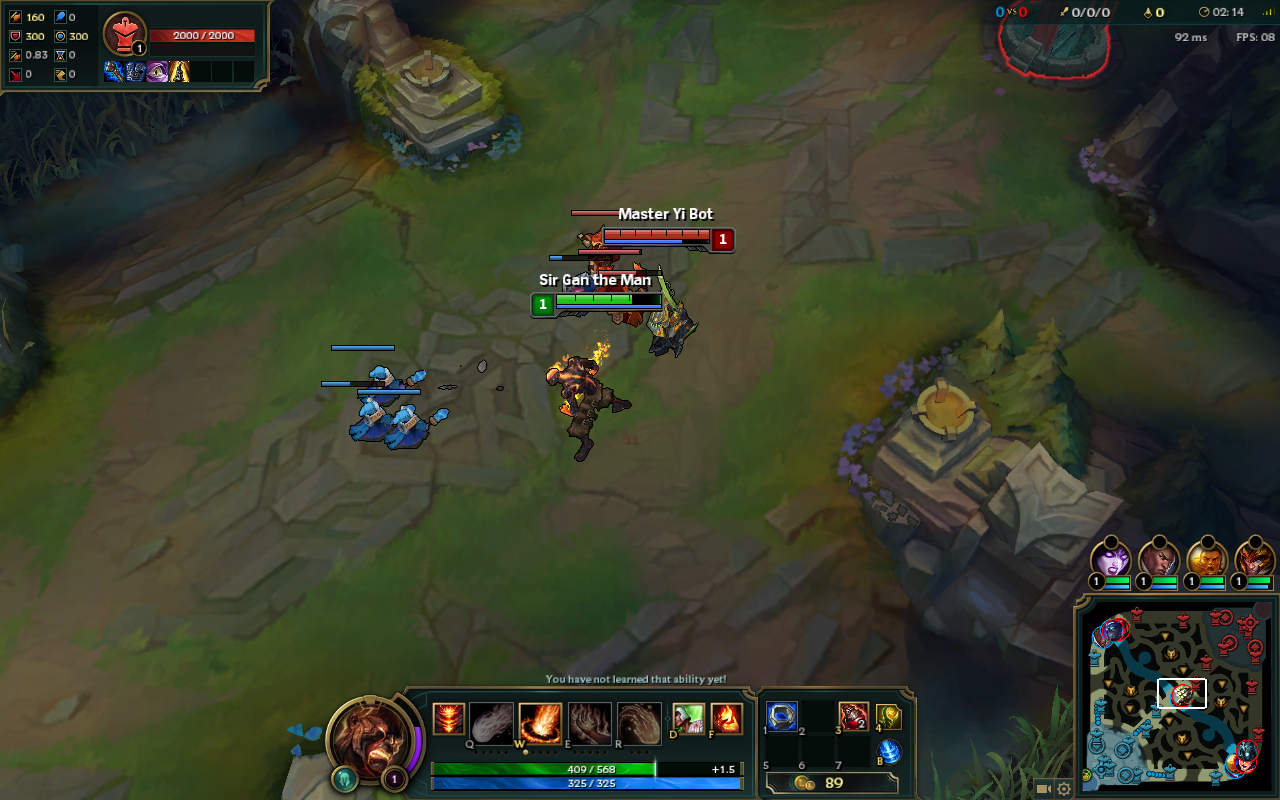 160 0
300 300
0.83 0
0 0
1
2000 / 2000
0 vs 0 0/0/0 0 02:14
92 ms FPS: 08
Master Yi Bot
1
Sir Gan the Man
1
11
1 1 1 1
You have not learned that ability yet!
Q W E R D F
409 / 568 +1.5
325 / 325
1
1 2 3 2 4
5 6 7 B
89